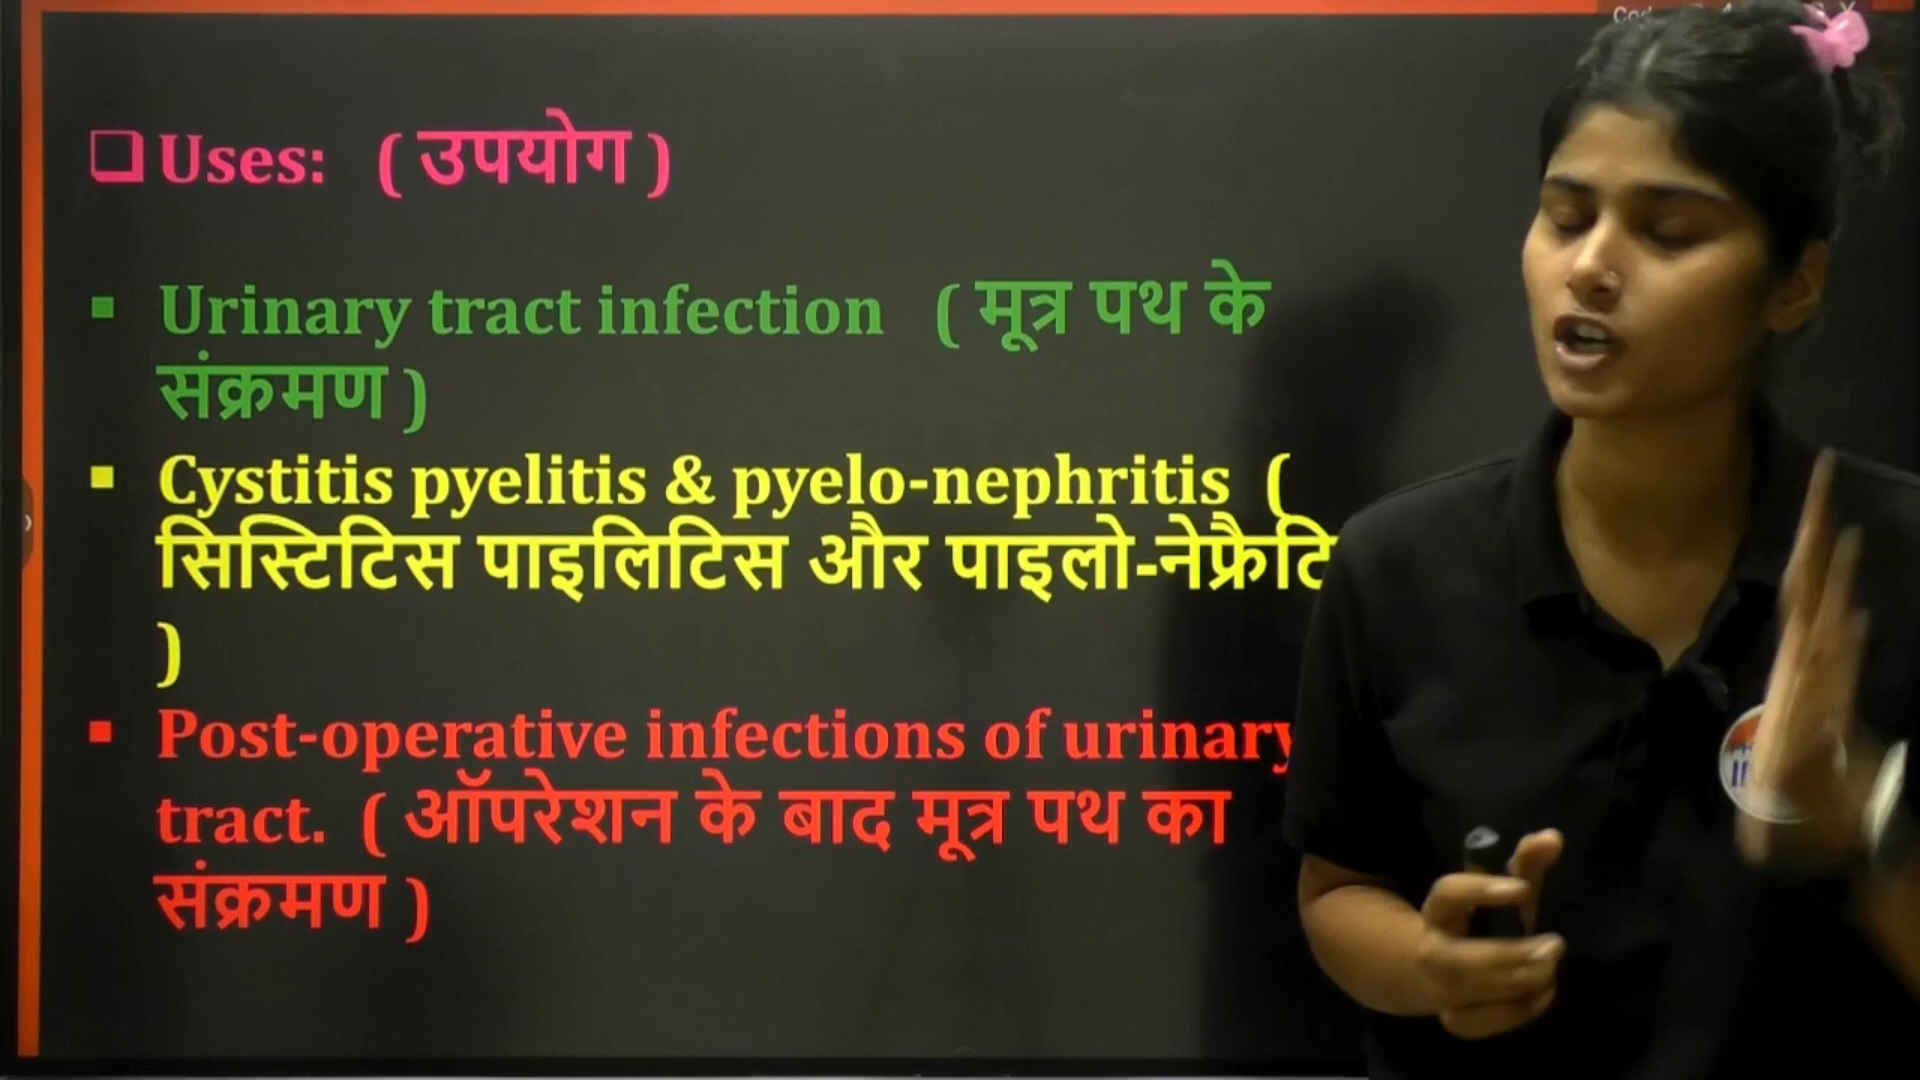 Uses: ( उपयोग )
Urinary tract infection ( मूत्र पथ के
संक्रमण )
Cystitis pyelitis & pyelo-nephritis (
सिस्टिटिस पाइलिटिस और पाइलो-नेफ्रैटि
)
Post-operative infections of urinary
tract. ( ऑपरेशन के बाद मूत्र पथ का
संक्रमण )